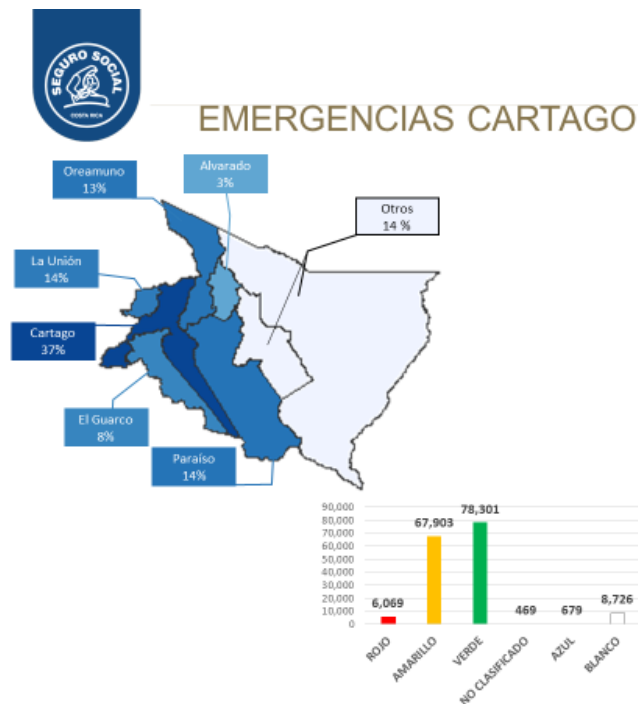 SEGURO SOCIAL
COSTA RICA
EMERGENCIAS CARTAGO
Oreamuno
13%
Alvarado
3%
Otros
14 %
La Unión
14%
Cartago
37%
El Guarco
8%
Paraíso
14%
90,000
80,000
70,000
60,000
50,000
40,000
30,000
20,000
10,000
0
6,069
67,903
78,301
469
679
8,726
ROJO
AMARILLO
VERDE
NO CLASIFICADO
AZUL
BLANCO